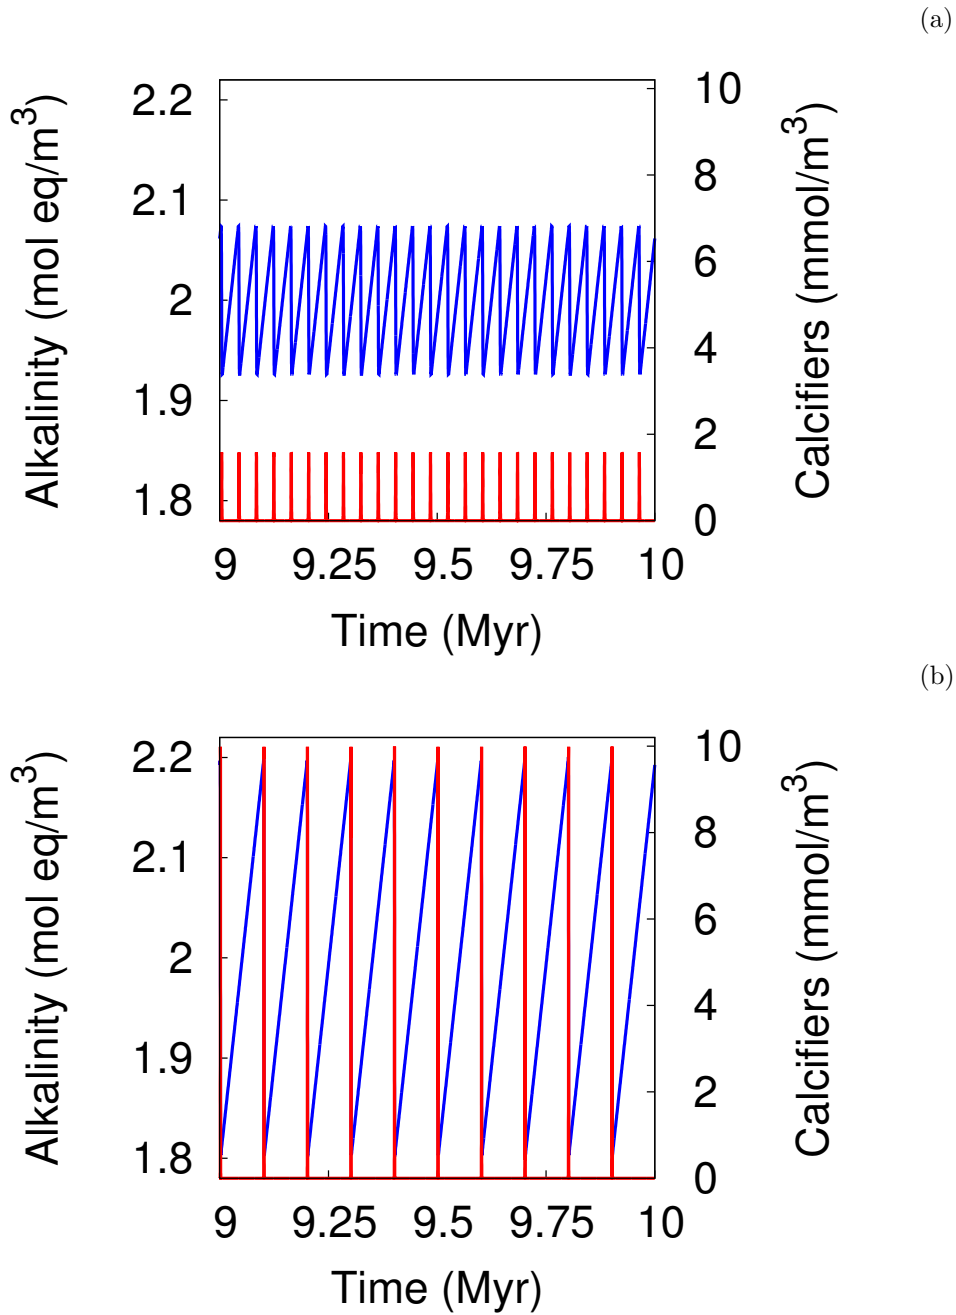 (a)
Alkalinity (mol eq/m³)
Calcifiers (mmol/m³)
2.2
2.1
2
1.9
1.8
10
8
6
4
2
0
9 9.25 9.5 9.75 10
Time (Myr)
(b)
Alkalinity (mol eq/m³)
Calcifiers (mmol/m³)
2.2
2.1
2
1.9
1.8
10
8
6
4
2
0
9 9.25 9.5 9.75 10
Time (Myr)